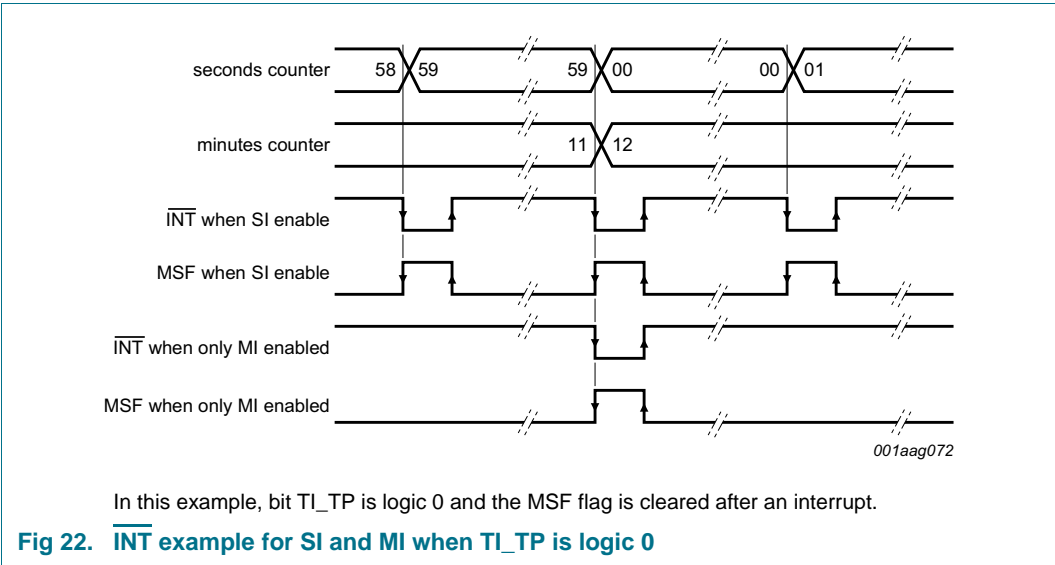 seconds counter 58 59 59 00 00 01
minutes counter 11 12
INT when SI enable
MSF when SI enable
INT when only MI enabled
MSF when only MI enabled
001aag072
In this example, bit TI_TP is logic 0 and the MSF flag is cleared after an interrupt.
Fig 22. INT example for SI and MI when TI_TP is logic 0